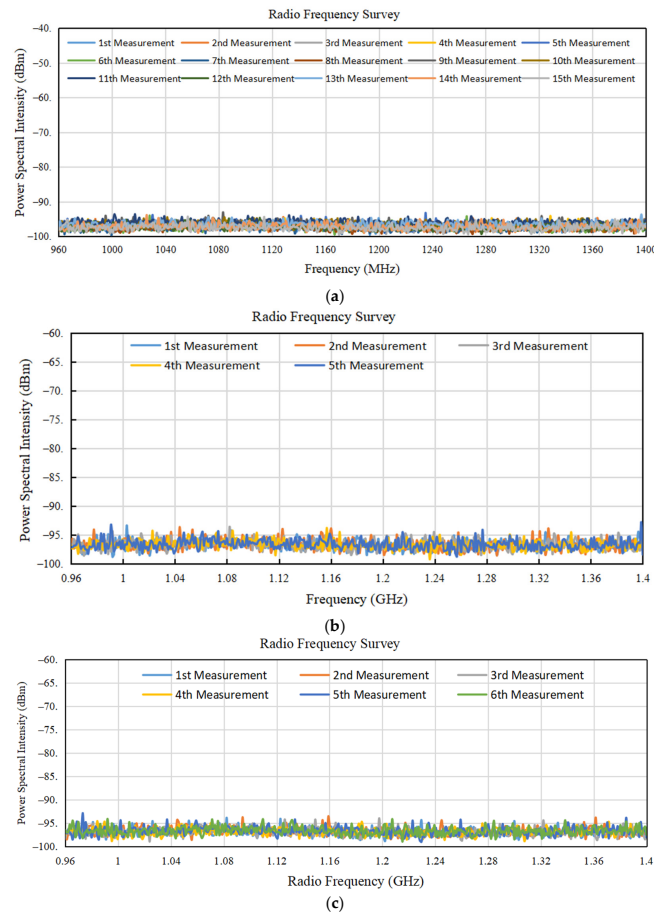 Radio Frequency Survey
−40.
1st Measurement 2nd Measurement 3rd Measurement 4th Measurement 5th Measurement
−50. 6th Measurement 7th Measurement 8th Measurement 9th Measurement 10th Measurement
11th Measurement 12th Measurement 13th Measurement 14th Measurement 15th Measurement
−60.
−70.
−80.
−90.
−100.
Power Spectral Intensity (dBm)
960 1000 1040 1080 1120 1160 1200 1240 1280 1320 1360 1400
Frequency (MHz)
(a)
Radio Frequency Survey
−60.
1st Measurement 2nd Measurement 3rd Measurement
−65. 4th Measurement 5th Measurement
−70.
−75.
−80.
−85.
−90.
−95.
−100.
Power Spectral Intensity (dBm)
0.96 1 1.04 1.08 1.12 1.16 1.2 1.24 1.28 1.32 1.36 1.4
Frequency (GHz)
(b)
Radio Frequency Survey
−60.
1st Measurement 2nd Measurement 3rd Measurement
−65.
4th Measurement 5th Measurement 6th Measurement
−70.
−75.
−80.
−85.
−90.
−95.
−100.
Power Spectral Intensity (dBm)
0.96 1 1.04 1.08 1.12 1.16 1.2 1.24 1.28 1.32 1.36 1.4
Radio Frequency (GHz)
(c)